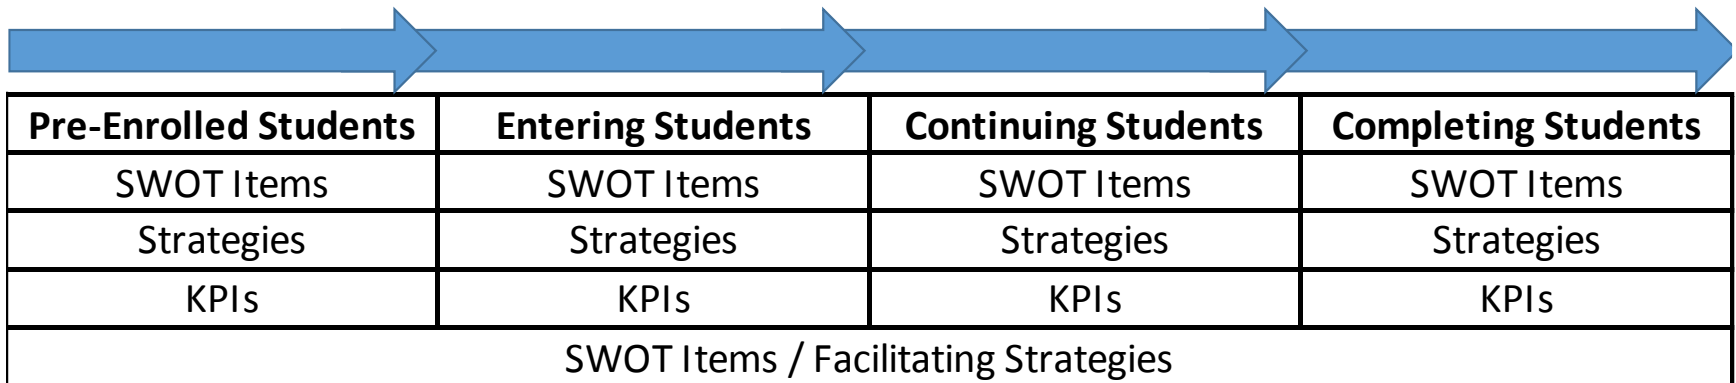 Pre-Enrolled Students Entering Students Continuing Students Completing Students
SWOT Items SWOT Items SWOT Items SWOT Items
Strategies Strategies Strategies Strategies
KPIs KPIs KPIs KPIs
SWOT Items / Facilitating Strategies